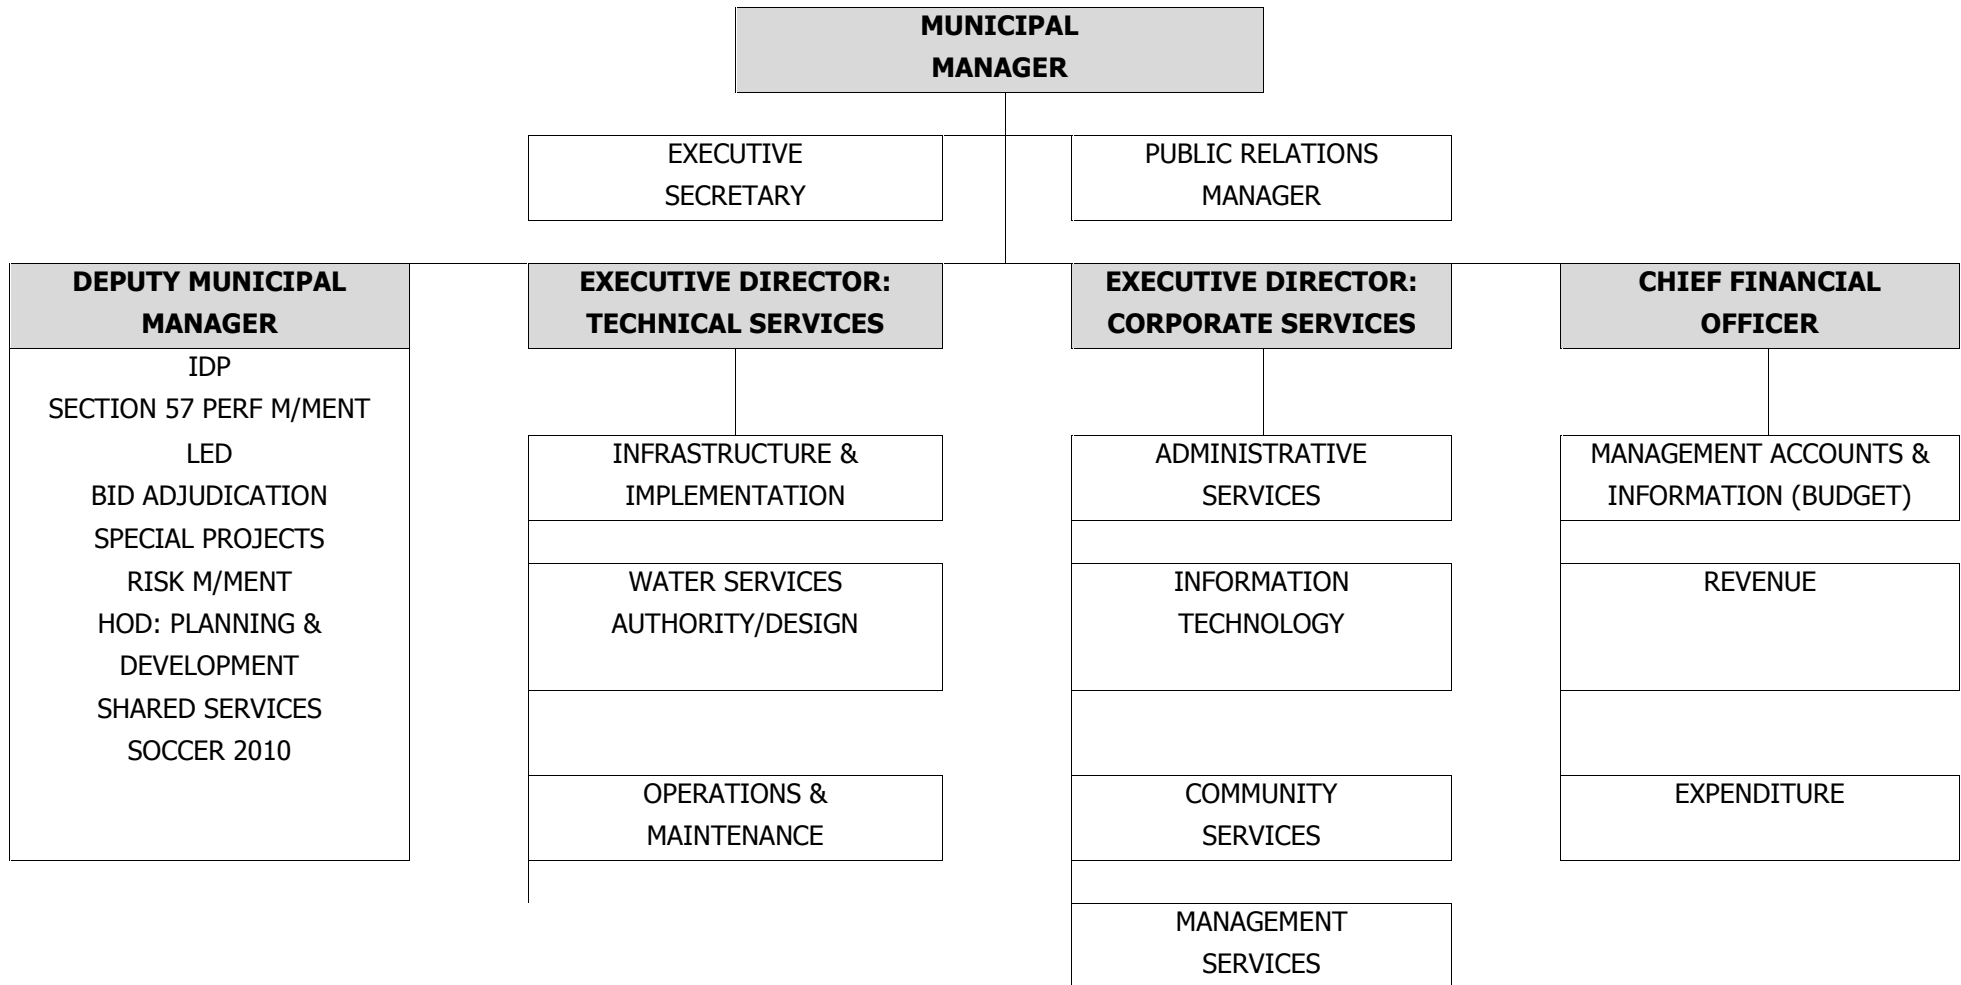 MUNICIPAL
MANAGER
EXECUTIVE
SECRETARY
PUBLIC RELATIONS
MANAGER
DEPUTY MUNICIPAL
MANAGER
IDP
SECTION 57 PERF M/MENT
LED
BID ADJUDICATION
SPECIAL PROJECTS
RISK M/MENT
HOD: PLANNING &
DEVELOPMENT
SHARED SERVICES
SOCCER 2010
EXECUTIVE DIRECTOR:
TECHNICAL SERVICES
INFRASTRUCTURE &
IMPLEMENTATION
WATER SERVICES
AUTHORITY/DESIGN
OPERATIONS &
MAINTENANCE
EXECUTIVE DIRECTOR:
CORPORATE SERVICES
ADMINISTRATIVE
SERVICES
INFORMATION
TECHNOLOGY
COMMUNITY
SERVICES
MANAGEMENT
SERVICES
CHIEF FINANCIAL
OFFICER
MANAGEMENT ACCOUNTS &
INFORMATION (BUDGET)
REVENUE
EXPENDITURE